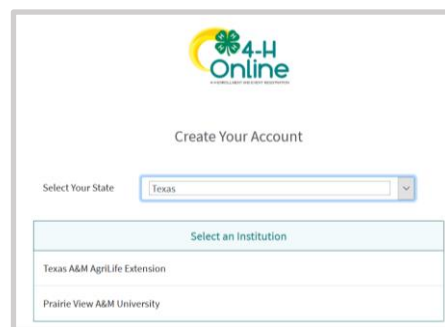 4-H
Online
Create Your Account
Select Your State
Texas
Select an Institution
Texas A&M AgriLife Extension
Prairie View A&M University